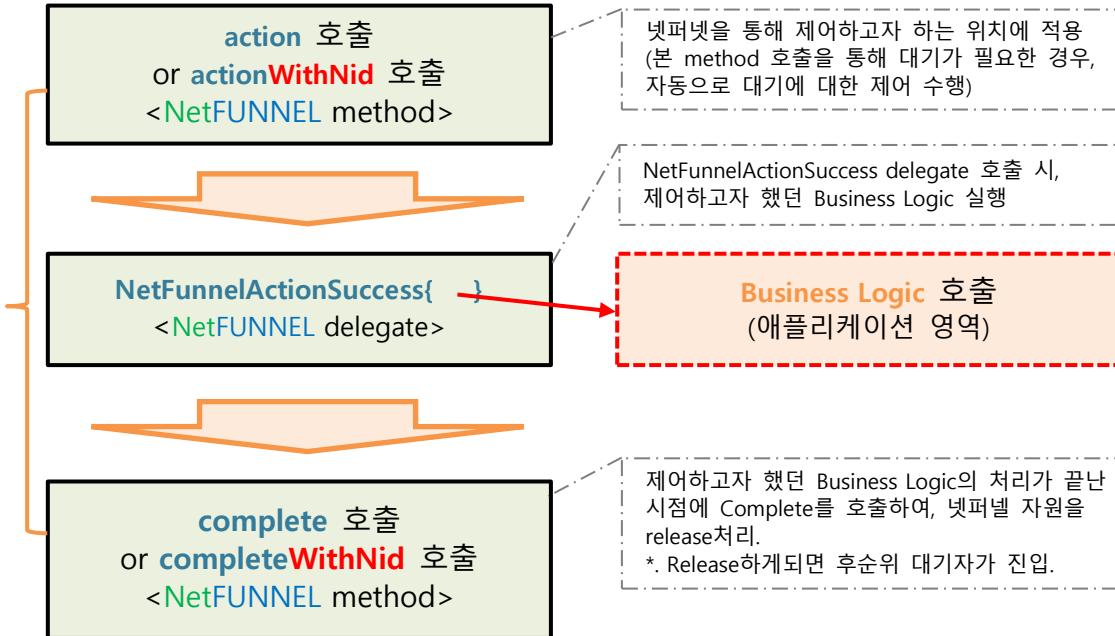 action 호출
or actionWithNid 호출
<NetFUNNEL method>
넷퍼넷을 통해 제어하고자 하는 위치에 적용
(본 method 호출을 통해 대기가 필요한 경우,
자동으로 대기에 대한 제어 수행)
NetFunnelActionSuccess delegate 호출 시,
제어하고자 했던 Business Logic 실행
NetFunnelActionSuccess{ }
<NetFUNNEL delegate>
Business Logic 호출
(애플리케이션 영역)
complete 호출
or completeWithNid 호출
<NetFUNNEL method>
제어하고자 했던 Business Logic의 처리가 끝난
시점에 Complete를 호출하여, 넷퍼넬 자원을
release처리.
*. Release하게되면 후순위 대기자가 진입.